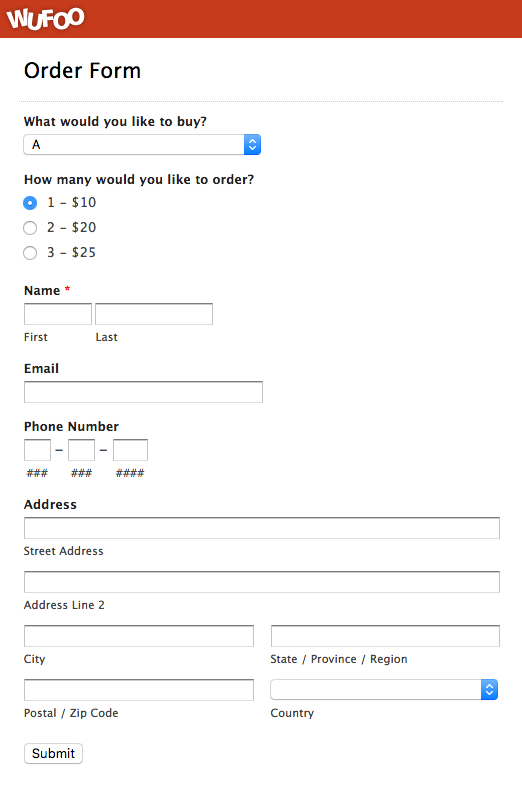 WUFOO
Order Form
What would you like to buy?
A
How many would you like to order?
1 – $10
2 – $20
3 – $25
Name *
First Last
Email
Phone Number
– –
### ### ####
Address
Street Address
Address Line 2
City State / Province / Region
Postal / Zip Code Country
Submit